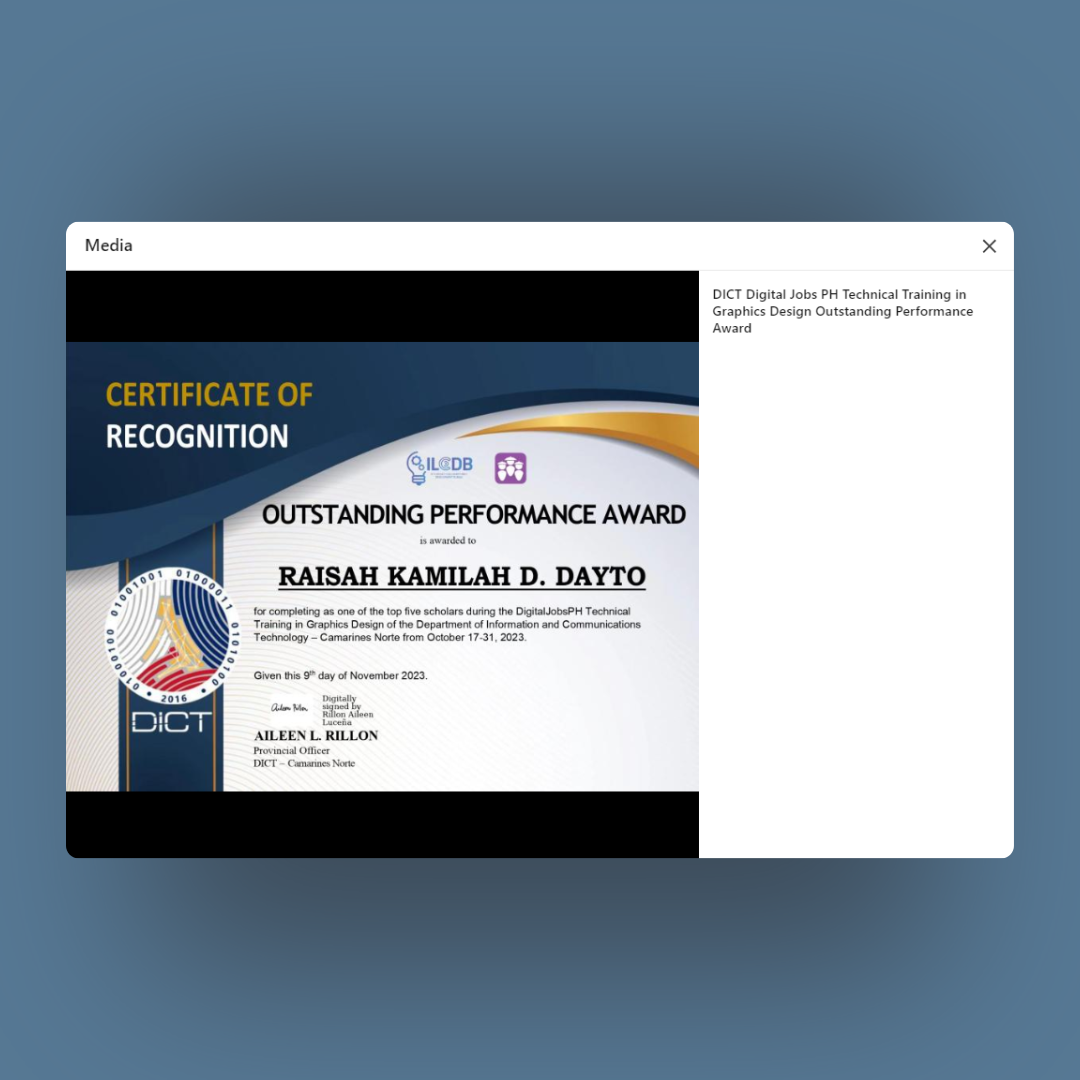 Media
DICT Digital Jobs PH Technical Training in
Graphics Design Outstanding Performance
Award
CERTIFICATE OF
RECOGNITION
ILCDB
OUTSTANDING PERFORMANCE AWARD
is awarded to
RAISAH KAMILAH D. DAYTO
for completing as one of the top five scholars during the DigitalJobsPH Technical
Training in Graphics Design of the Department of Information and Communications
Technology – Camarines Norte from October 17-31, 2023.
Given this 9th day of November 2023.
Digitally
signed by
Rillon Aileen
Luceña
AILEEN L. RILLON
Provincial Officer
DICT – Camarines Norte
01000100 01001001 01000011 01010100
2016
DICT